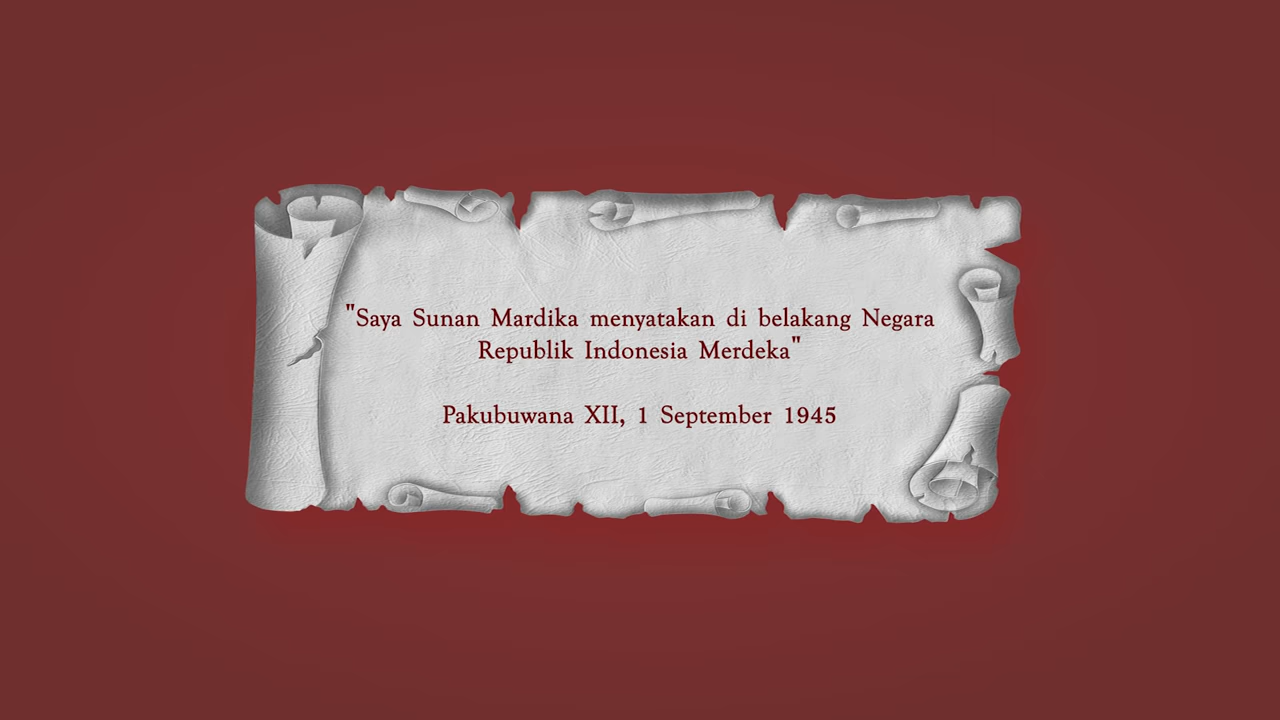 "Saya Sunan Mardika menyatakan di belakang Negara
Republik Indonesia Merdeka"
Pakubuwana XII, 1 September 1945